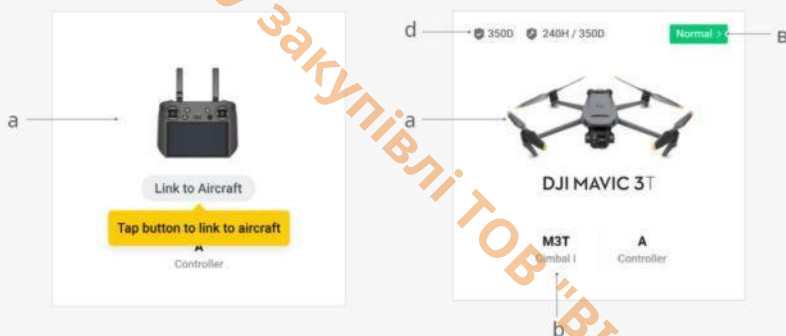 d
350D 240H / 350D
Normal >
в
a
a
DJI MAVIC 3T
Link to Aircraft
Tap button to link to aircraft
A
Controller
M3T A
Gimbal I Controller
b
закупівлі ТОВ